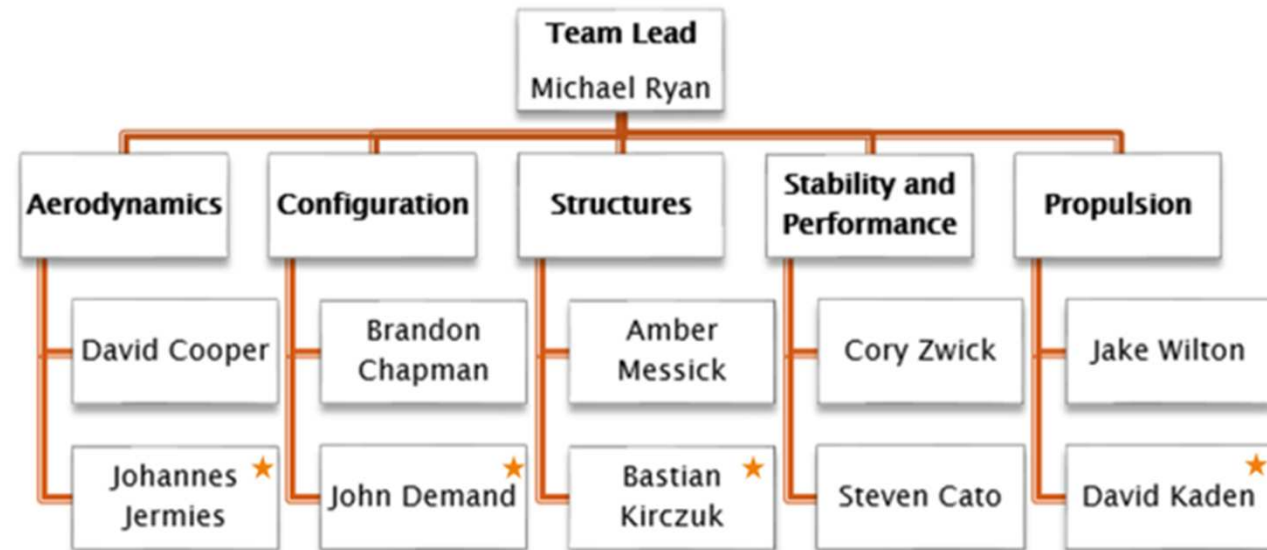 Team Lead
Michael Ryan
Aerodynamics
Configuration
Structures
Stability and
Performance
Propulsion
David Cooper
Brandon
Chapman
Amber
Messick
Cory Zwick
Jake Wilton
Johannes
Jermies
John Demand
Bastian
Kirczuk
Steven Cato
David Kaden